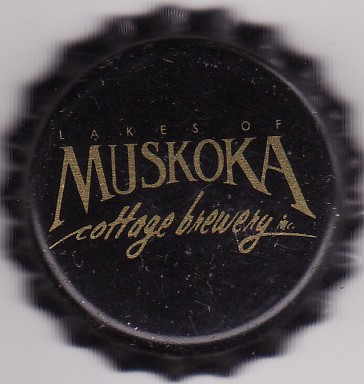 LAKES OF
MUSKOKA
cottage brewery inc.